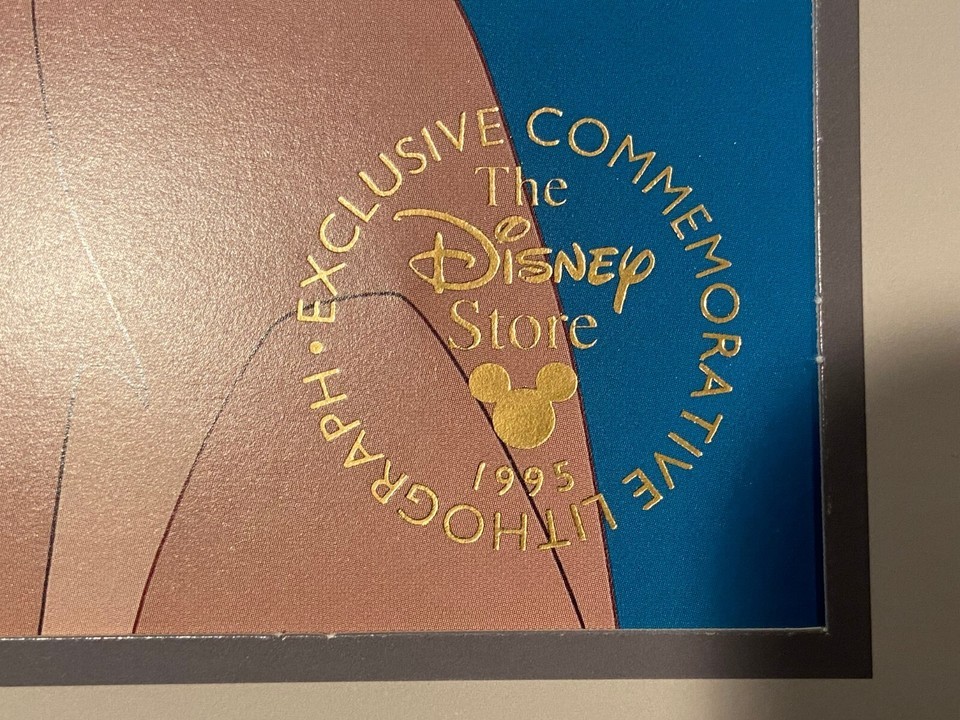 EXCLUSIVE COMMEMORATIVE LITHOGRAPH •
The
Disney
Store
1995